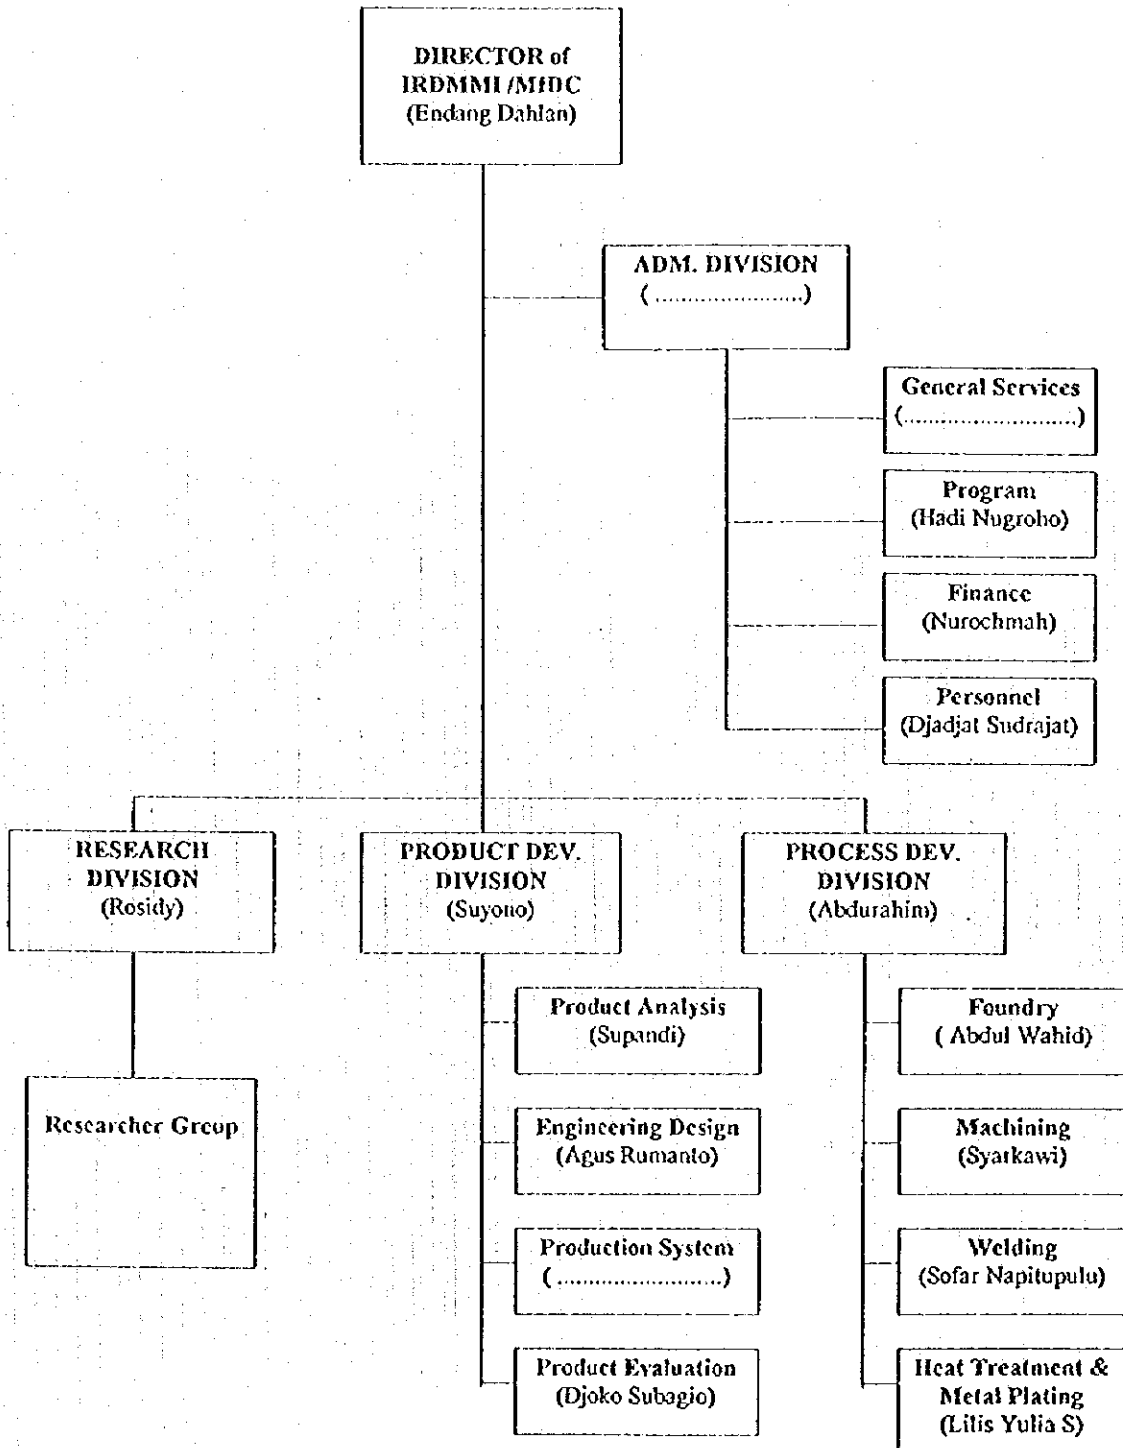 DIRECTOR of
IRDMMI /MIDC
(Endang Dahlan)
ADM. DIVISION
( .......................)
General Services
(..........................)
Program
(Hadi Nugroho)
Finance
(Nurochmah)
Personnel
(Djadjat Sudrajat)
RESEARCH
DIVISION
(Rosidy)
PRODUCT DEV.
DIVISION
(Suyono)
PROCESS DEV.
DIVISION
(Abdurahim)
Researcher Group
Product Analysis
(Supandi)
Engineering Design
(Agus Rumanto)
Production System
( ..........................)
Product Evaluation
(Djoko Subagio)
Foundry
( Abdul Wahid)
Machining
(Syarkawi)
Welding
(Sofar Napitupulu)
Heat Treatment &
Metal Plating
(Lilis Yulia S)